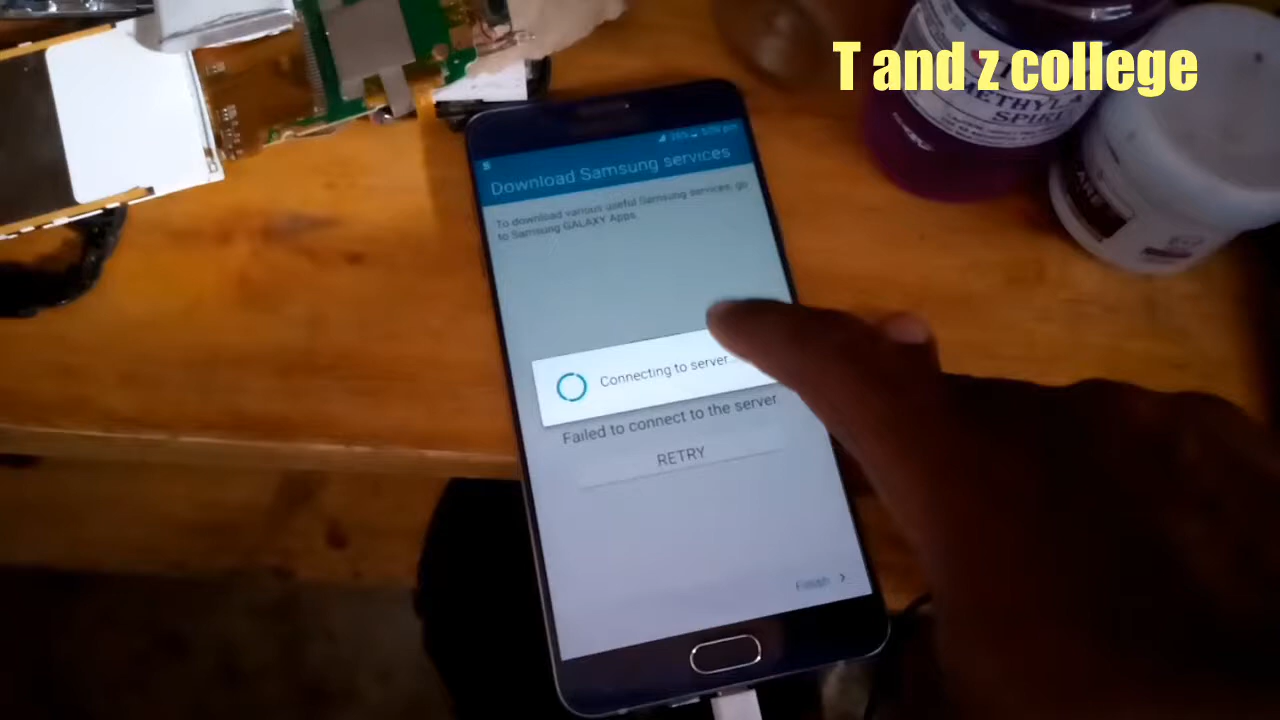 T and z college
Download Samsung services
To download various useful Samsung services, go
to Samsung GALAXY Apps.
Connecting to server...
Failed to connect to the server
RETRY
Finish
METHYLA
SPIRI